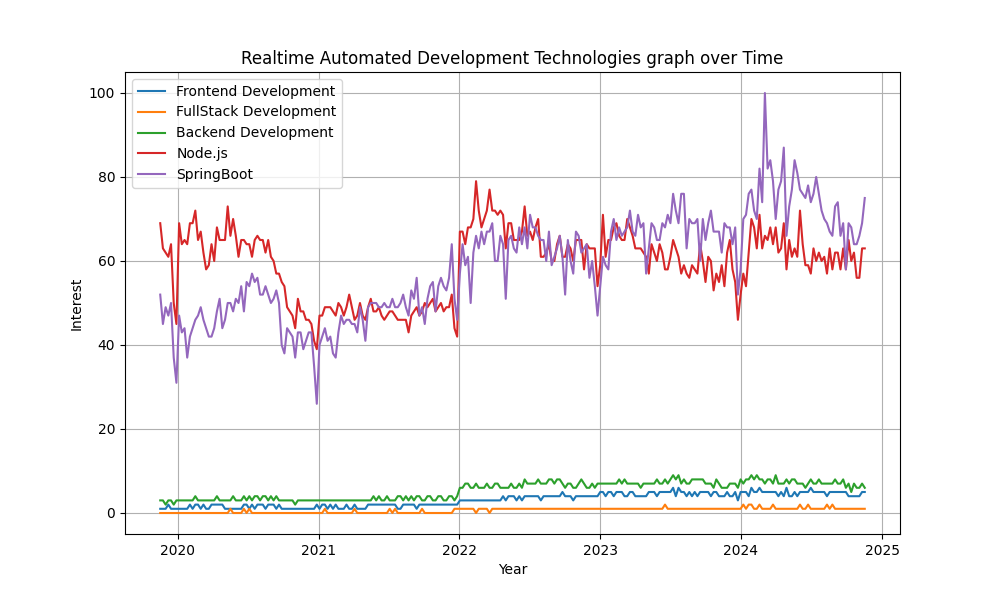 Realtime Automated Development Technologies graph over Time
Frontend Development
FullStack Development
Backend Development
Node.js
SpringBoot
100
80
60
40
20
0
Interest
2020 2021 2022 2023 2024 2025
Year